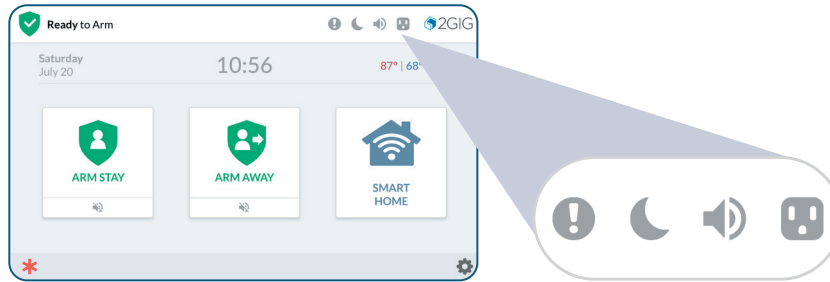 Ready to Arm
2GIG
Saturday
July 20
10:56
87° | 68°
ARM STAY
ARM AWAY
SMART
HOME